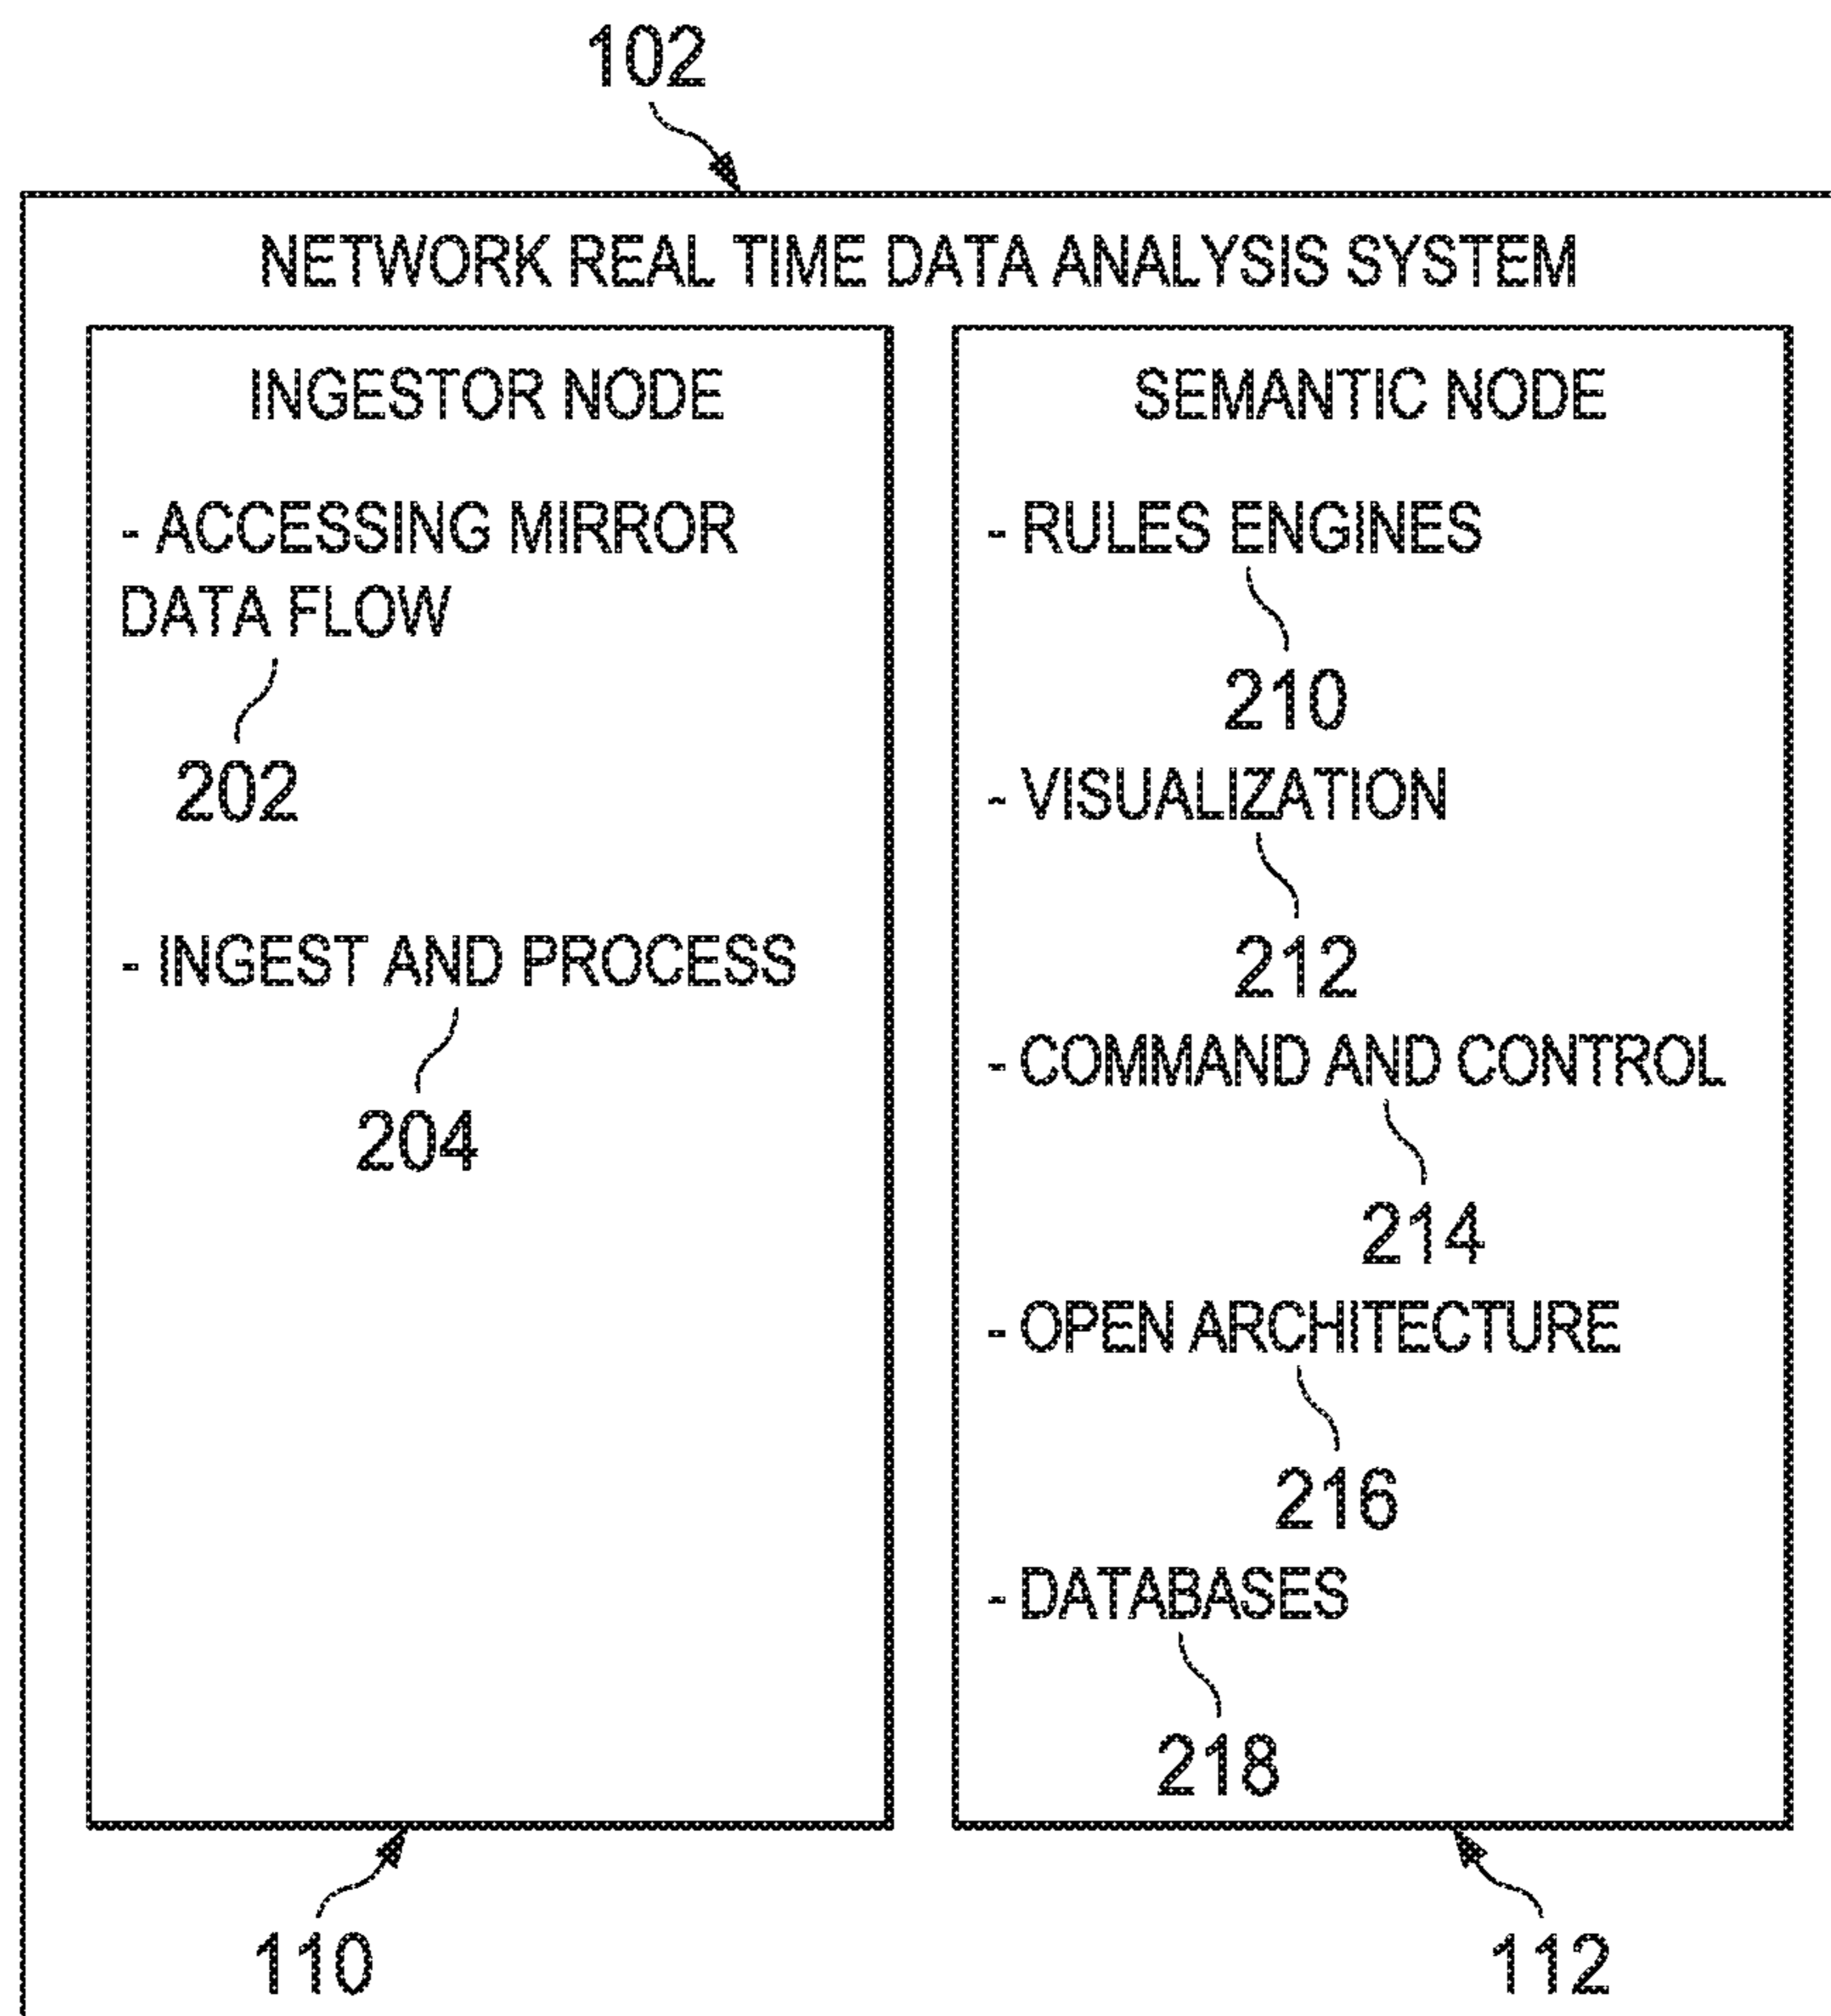 102
NETWORK REAL TIME DATA ANALYSIS SYSTEM
INGESTOR NODE
- ACCESSING MIRROR
DATA FLOW
202
- INGEST AND PROCESS
204
110
SEMANTIC NODE
- RULES ENGINES
210
- VISUALIZATION
212
- COMMAND AND CONTROL
214
- OPEN ARCHITECTURE
216
- DATABASES
218
112